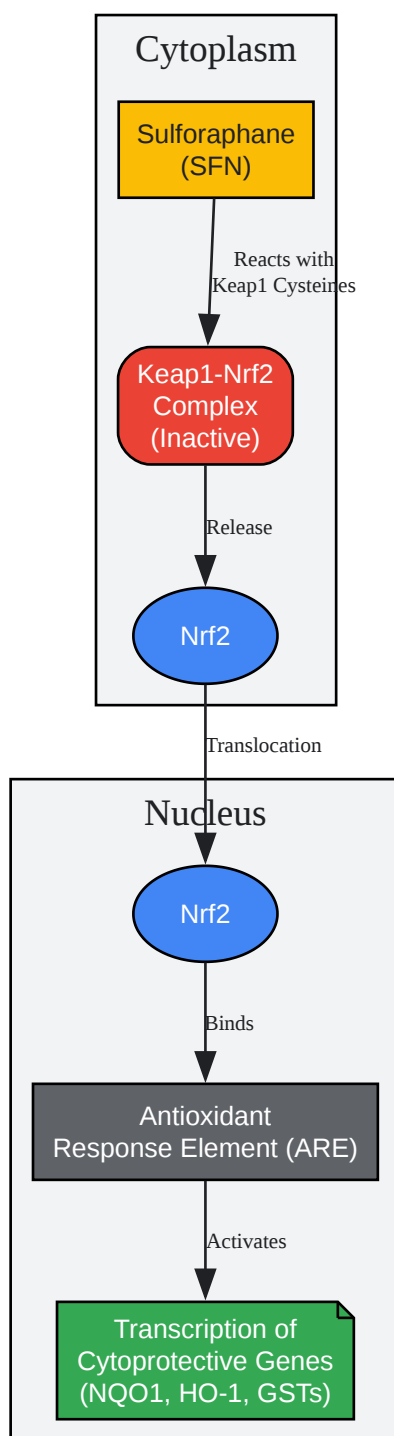 Cytoplasm
Sulforaphane
(SFN)
Reacts with
Keap1 Cysteines
Keap1-Nrf2
Complex
(Inactive)
Release
Nrf2
Translocation
Nucleus
Nrf2
Binds
Antioxidant
Response Element (ARE)
Activates
Transcription of
Cytoprotective Genes
(NQO1, HO-1, GSTs)